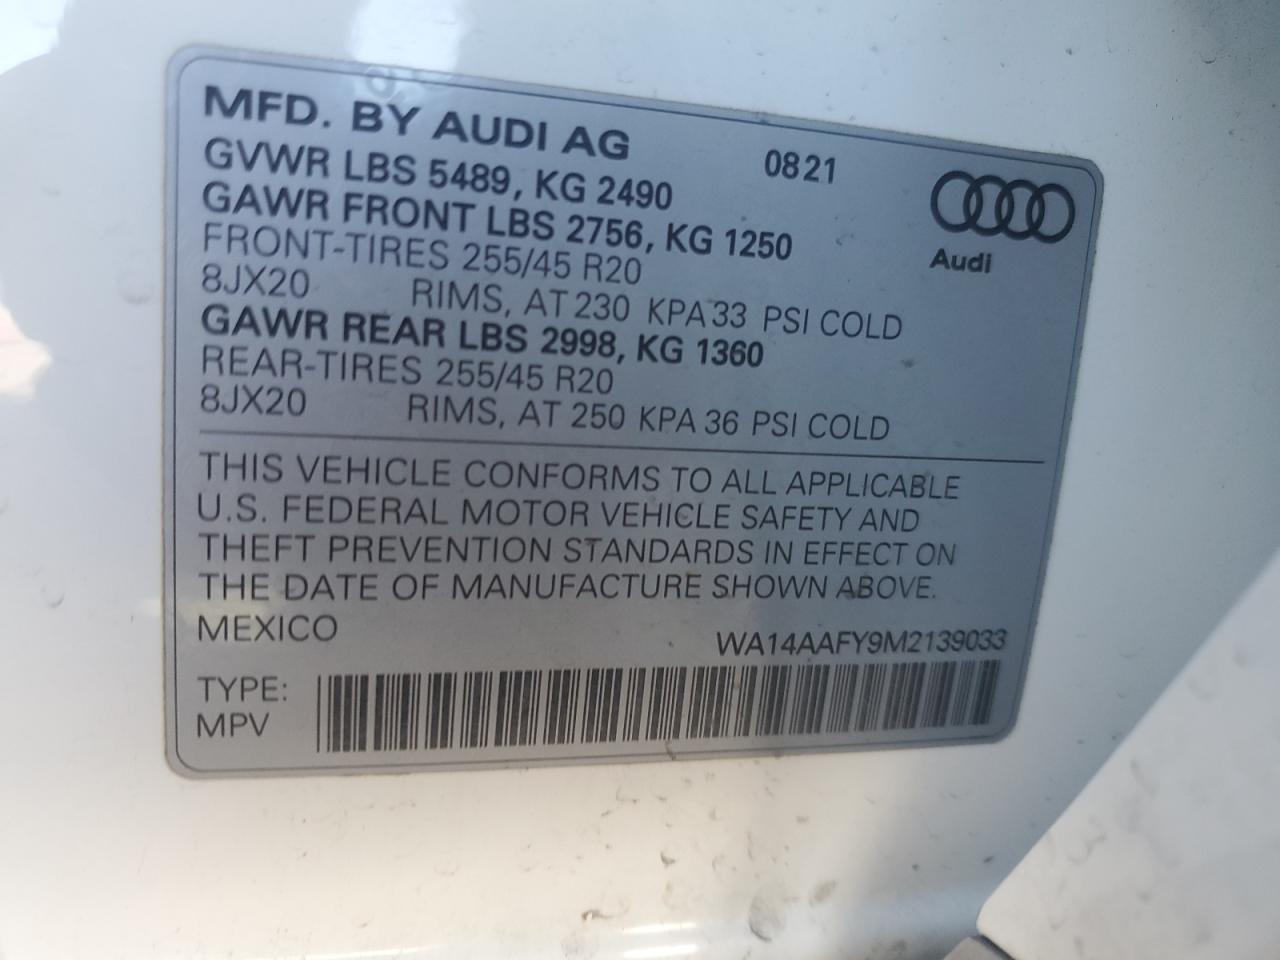 MFD. BY AUDI AG
0821
GVWR LBS 5489, KG 2490
GAWR FRONT LBS 2756, KG 1250
FRONT-TIRES 255/45 R20
8JX20 RIMS, AT 230 KPA 33 PSI COLD
Audi
GAWR REAR LBS 2998, KG 1360
REAR-TIRES 255/45 R20
8JX20 RIMS, AT 250 KPA 36 PSI COLD
THIS VEHICLE CONFORMS TO ALL APPLICABLE
U.S. FEDERAL MOTOR VEHICLE SAFETY AND
THEFT PREVENTION STANDARDS IN EFFECT ON
THE DATE OF MANUFACTURE SHOWN ABOVE.
MEXICO
WA14AAFY9M2139033
TYPE:
MPV